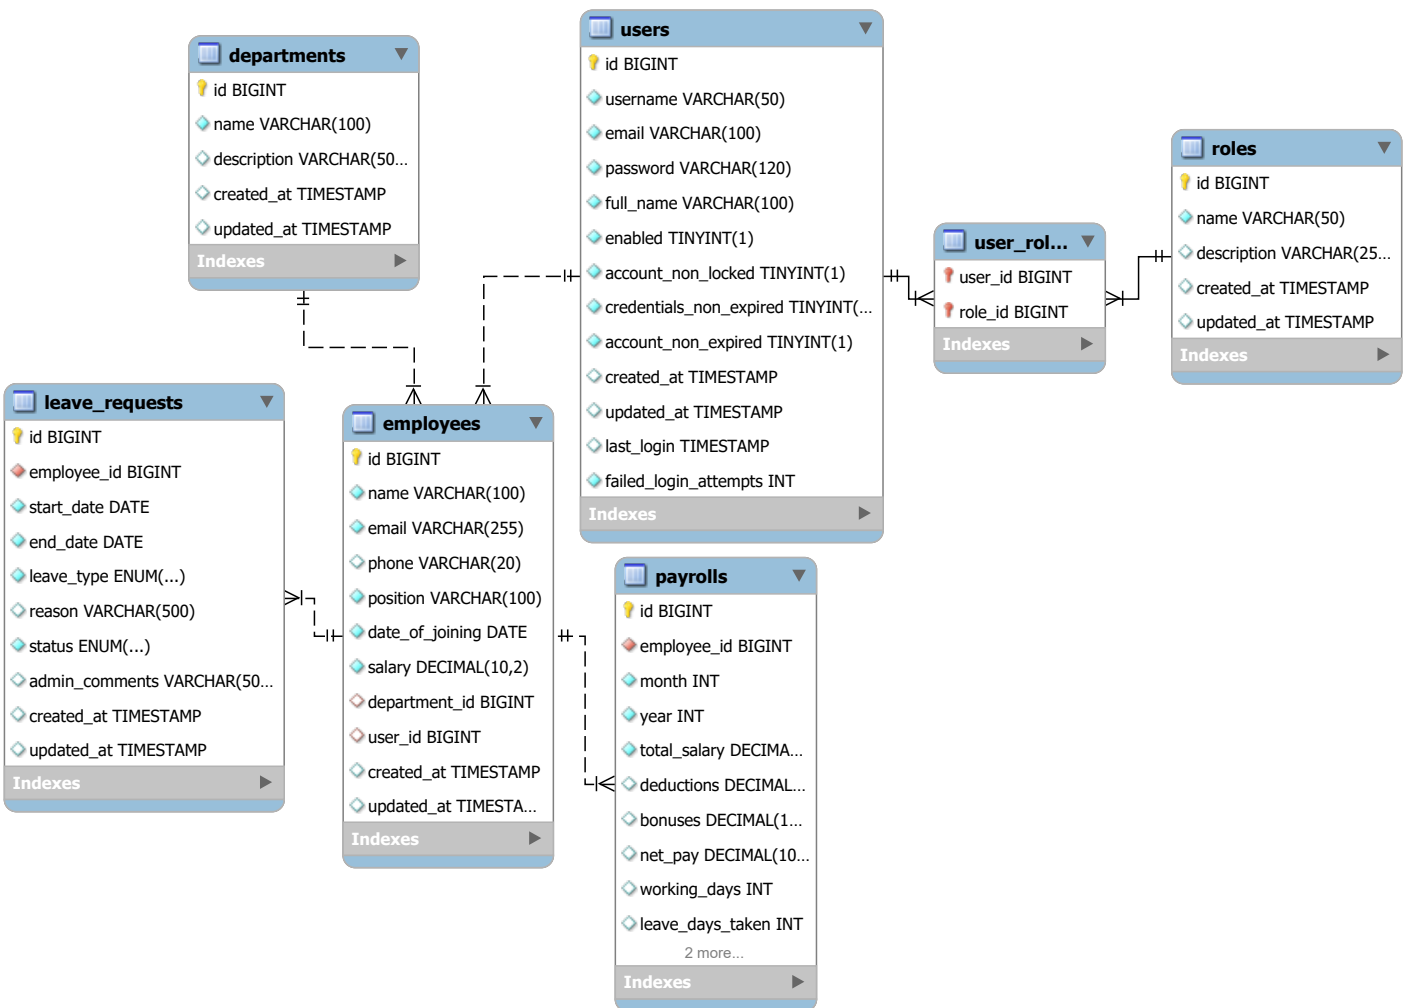 departments
id BIGINT
name VARCHAR(100)
description VARCHAR(50...
created_at TIMESTAMP
updated_at TIMESTAMP
Indexes
users
id BIGINT
username VARCHAR(50)
email VARCHAR(100)
password VARCHAR(120)
full_name VARCHAR(100)
enabled TINYINT(1)
account_non_locked TINYINT(1)
credentials_non_expired TINYINT(...
account_non_expired TINYINT(1)
created_at TIMESTAMP
updated_at TIMESTAMP
last_login TIMESTAMP
failed_login_attempts INT
Indexes
user_rol...
user_id BIGINT
role_id BIGINT
Indexes
roles
id BIGINT
name VARCHAR(50)
description VARCHAR(25...
created_at TIMESTAMP
updated_at TIMESTAMP
Indexes
leave_requests
id BIGINT
employee_id BIGINT
start_date DATE
end_date DATE
leave_type ENUM(...)
reason VARCHAR(500)
status ENUM(...)
admin_comments VARCHAR(50...
created_at TIMESTAMP
updated_at TIMESTAMP
Indexes
employees
id BIGINT
name VARCHAR(100)
email VARCHAR(255)
phone VARCHAR(20)
position VARCHAR(100)
date_of_joining DATE
salary DECIMAL(10,2)
department_id BIGINT
user_id BIGINT
created_at TIMESTAMP
updated_at TIMESTA...
Indexes
payrolls
id BIGINT
employee_id BIGINT
month INT
year INT
total_salary DECIMA...
deductions DECIMAL...
bonuses DECIMAL(1...
net_pay DECIMAL(10...
working_days INT
leave_days_taken INT
2 more...
Indexes